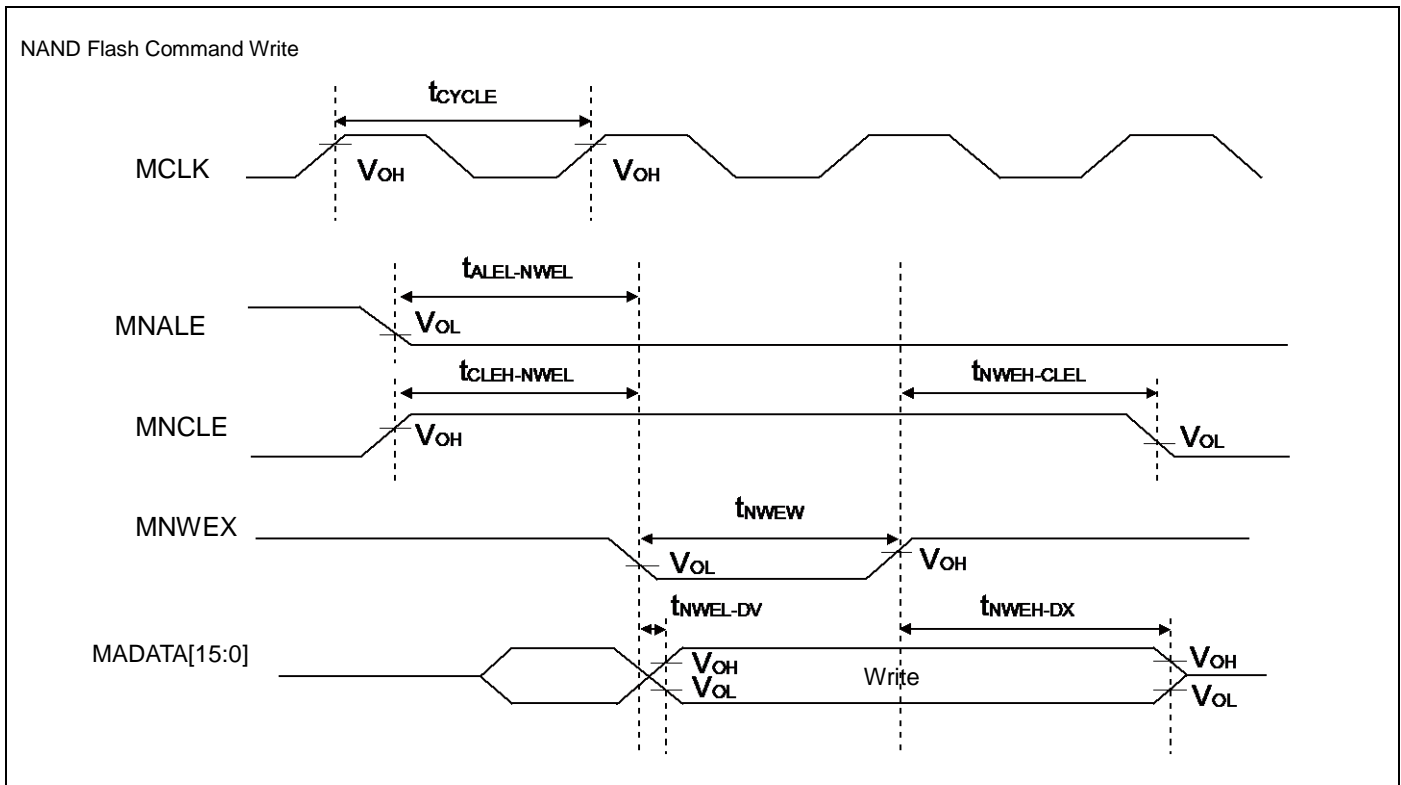 NAND Flash Command Write
tCYCLE
MCLK
VOH
VOH
tALEL-NWEL
MNALE
VOL
tCLEH-NWEL
tNWEH-CLEL
MNCLE
VOH
VOL
tNWEW
MNWEX
VOL
VOH
tNWEL-DV
tNWEH-DX
MADATA[15:0]
VOH
Write
VOH
VOL
VOL